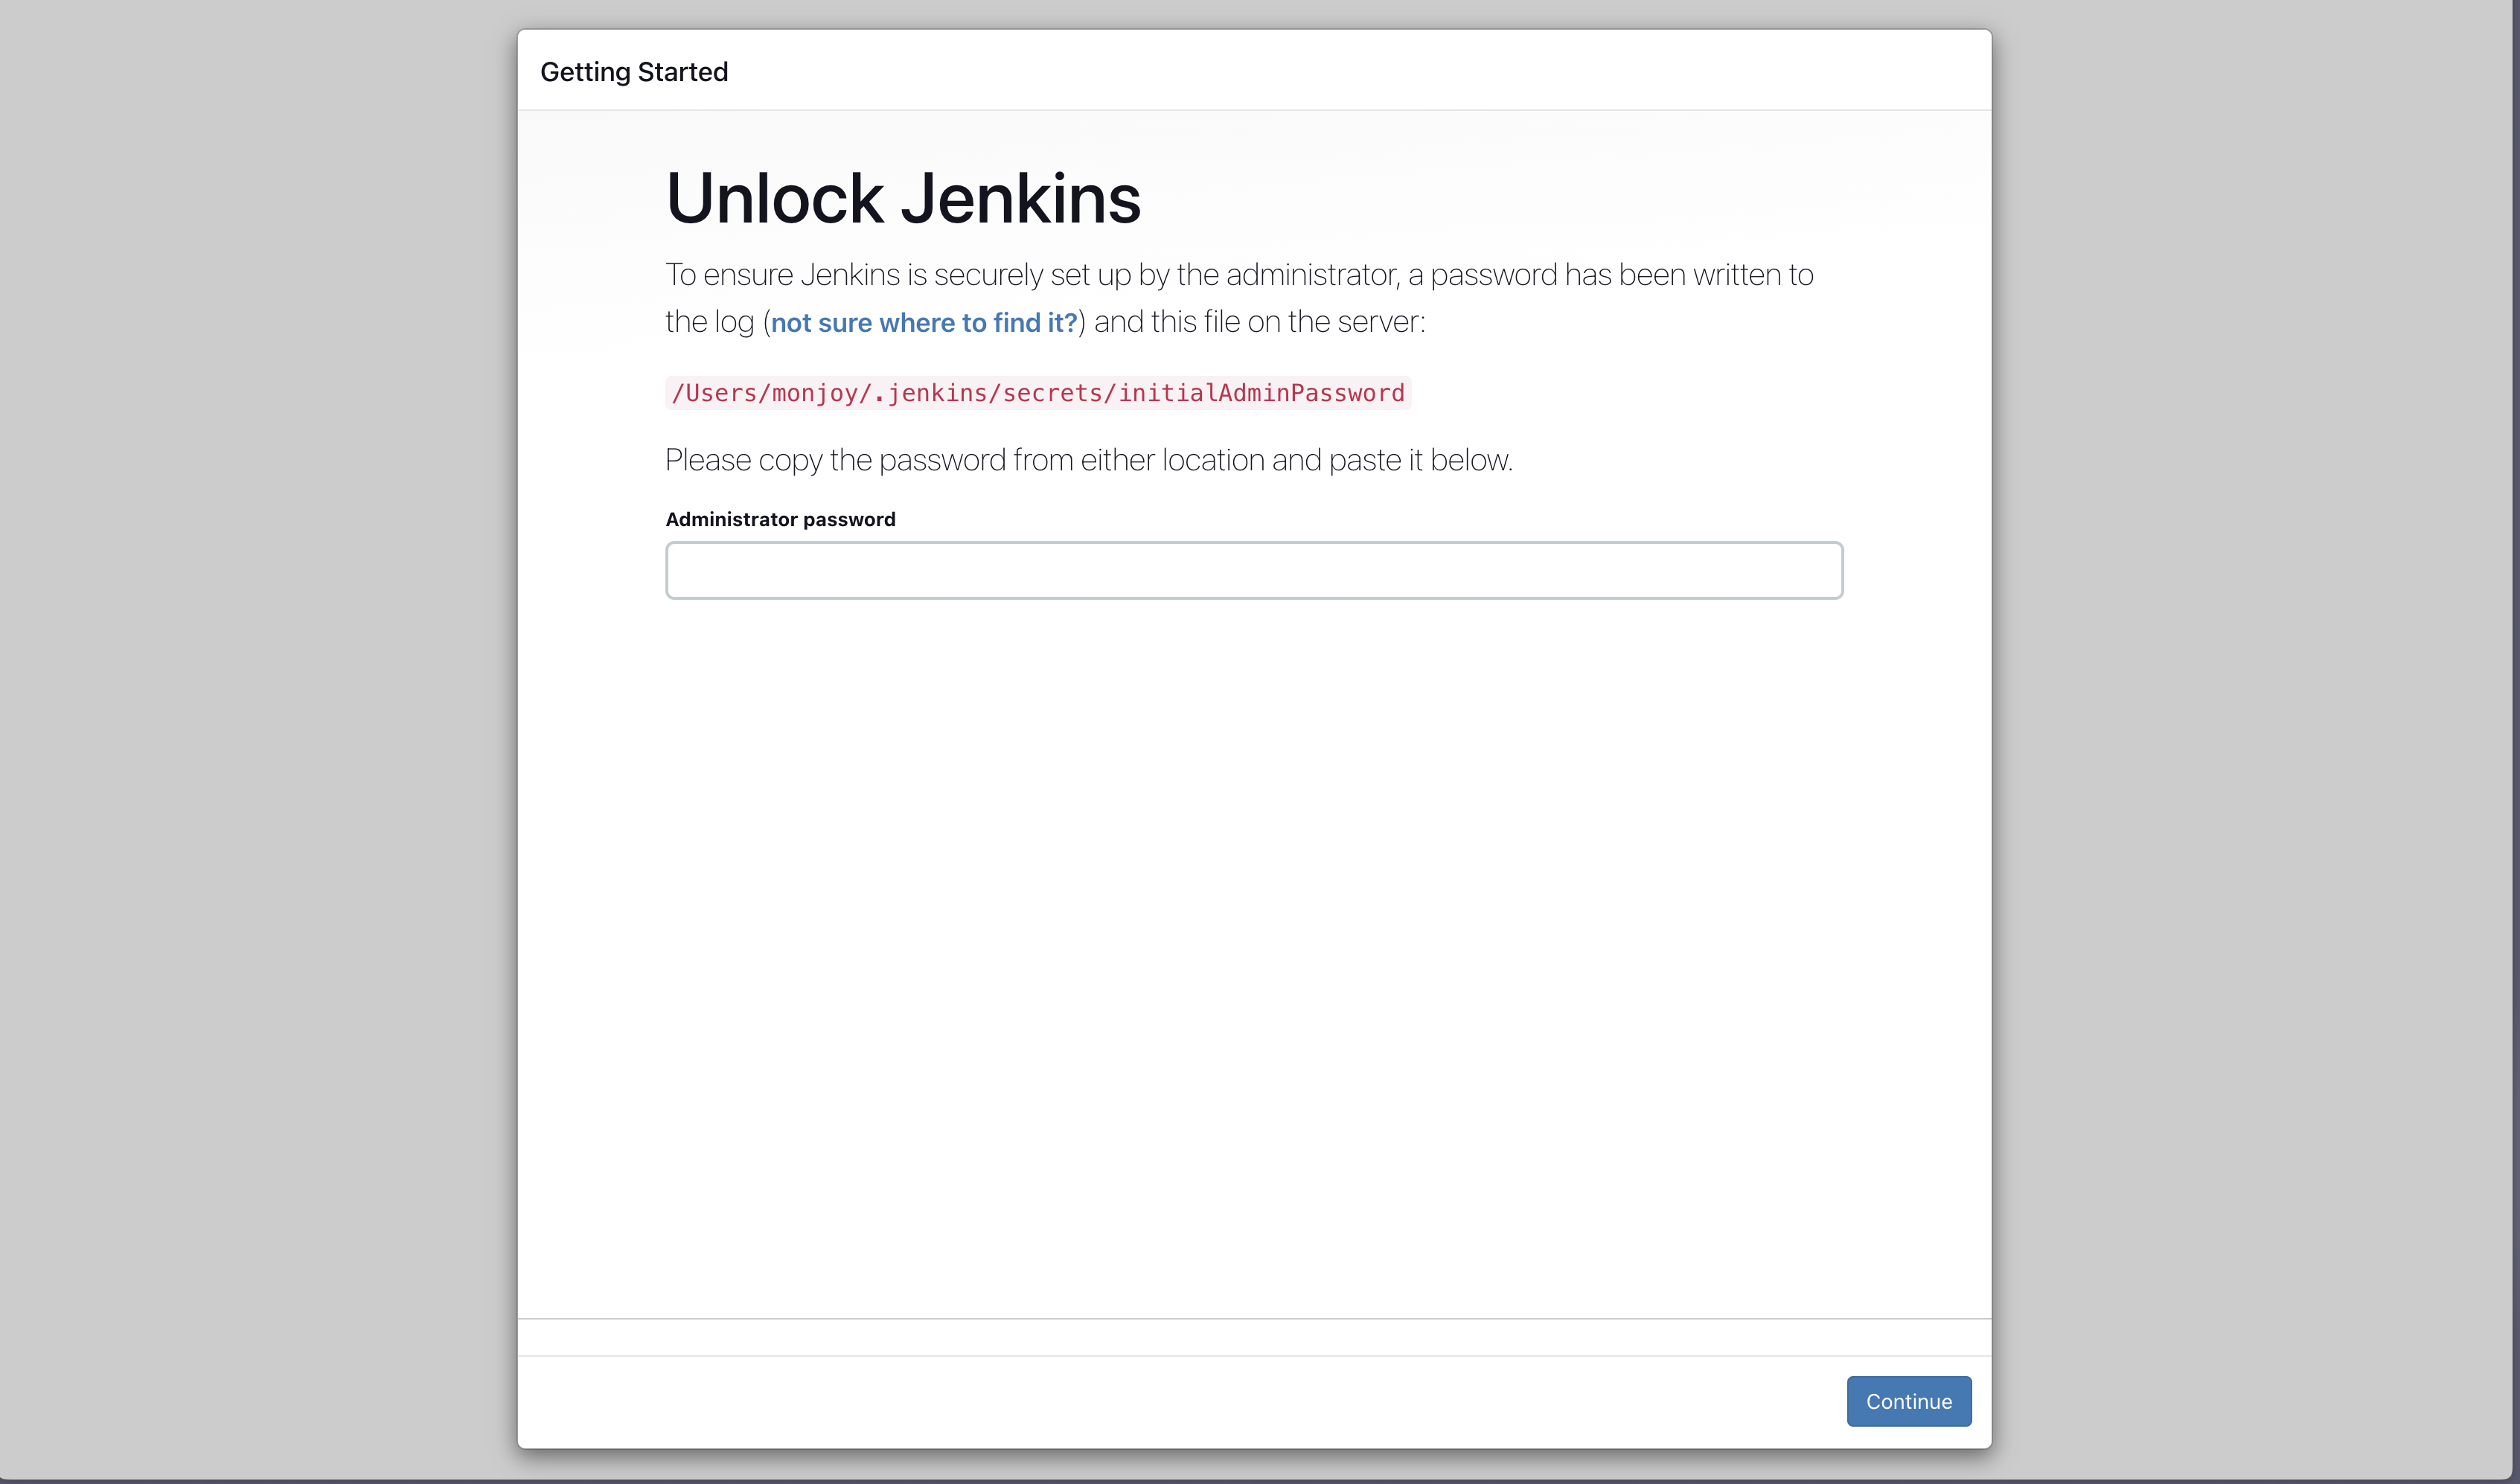 Getting Started
Unlock Jenkins
To ensure Jenkins is securely set up by the administrator, a password has been written to
the log (not sure where to find it?) and this file on the server:
/Users/monjoy/.jenkins/secrets/initialAdminPassword
Please copy the password from either location and paste it below.
Administrator password
Continue